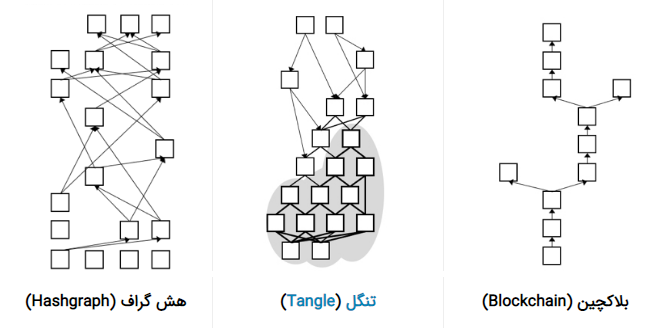 بلاکچین (Blockchain)
تنگل (Tangle)
هش گراف (Hashgraph)